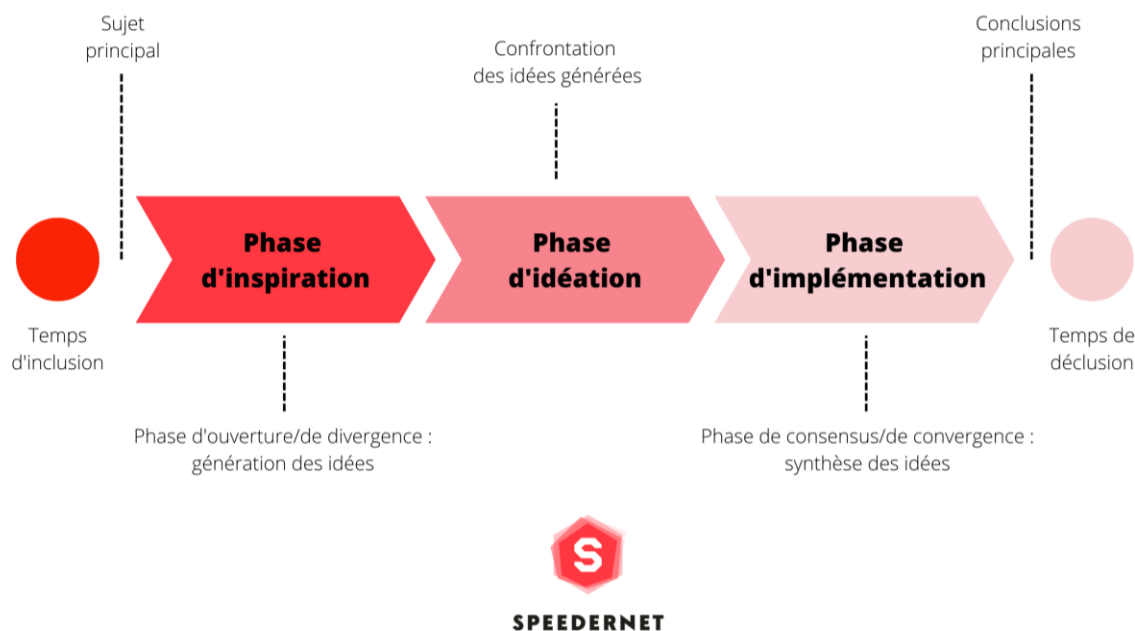 Sujet
principal
Confrontation
des idées générées
Conclusions
principales
Temps
d'inclusion
Phase
d'inspiration
Phase
d'idéation
Phase
d'implémentation
Temps de
déclusion
Phase d'ouverture/de divergence :
génération des idées
Phase de consensus/de convergence :
synthèse des idées
S
SPEEDERNET